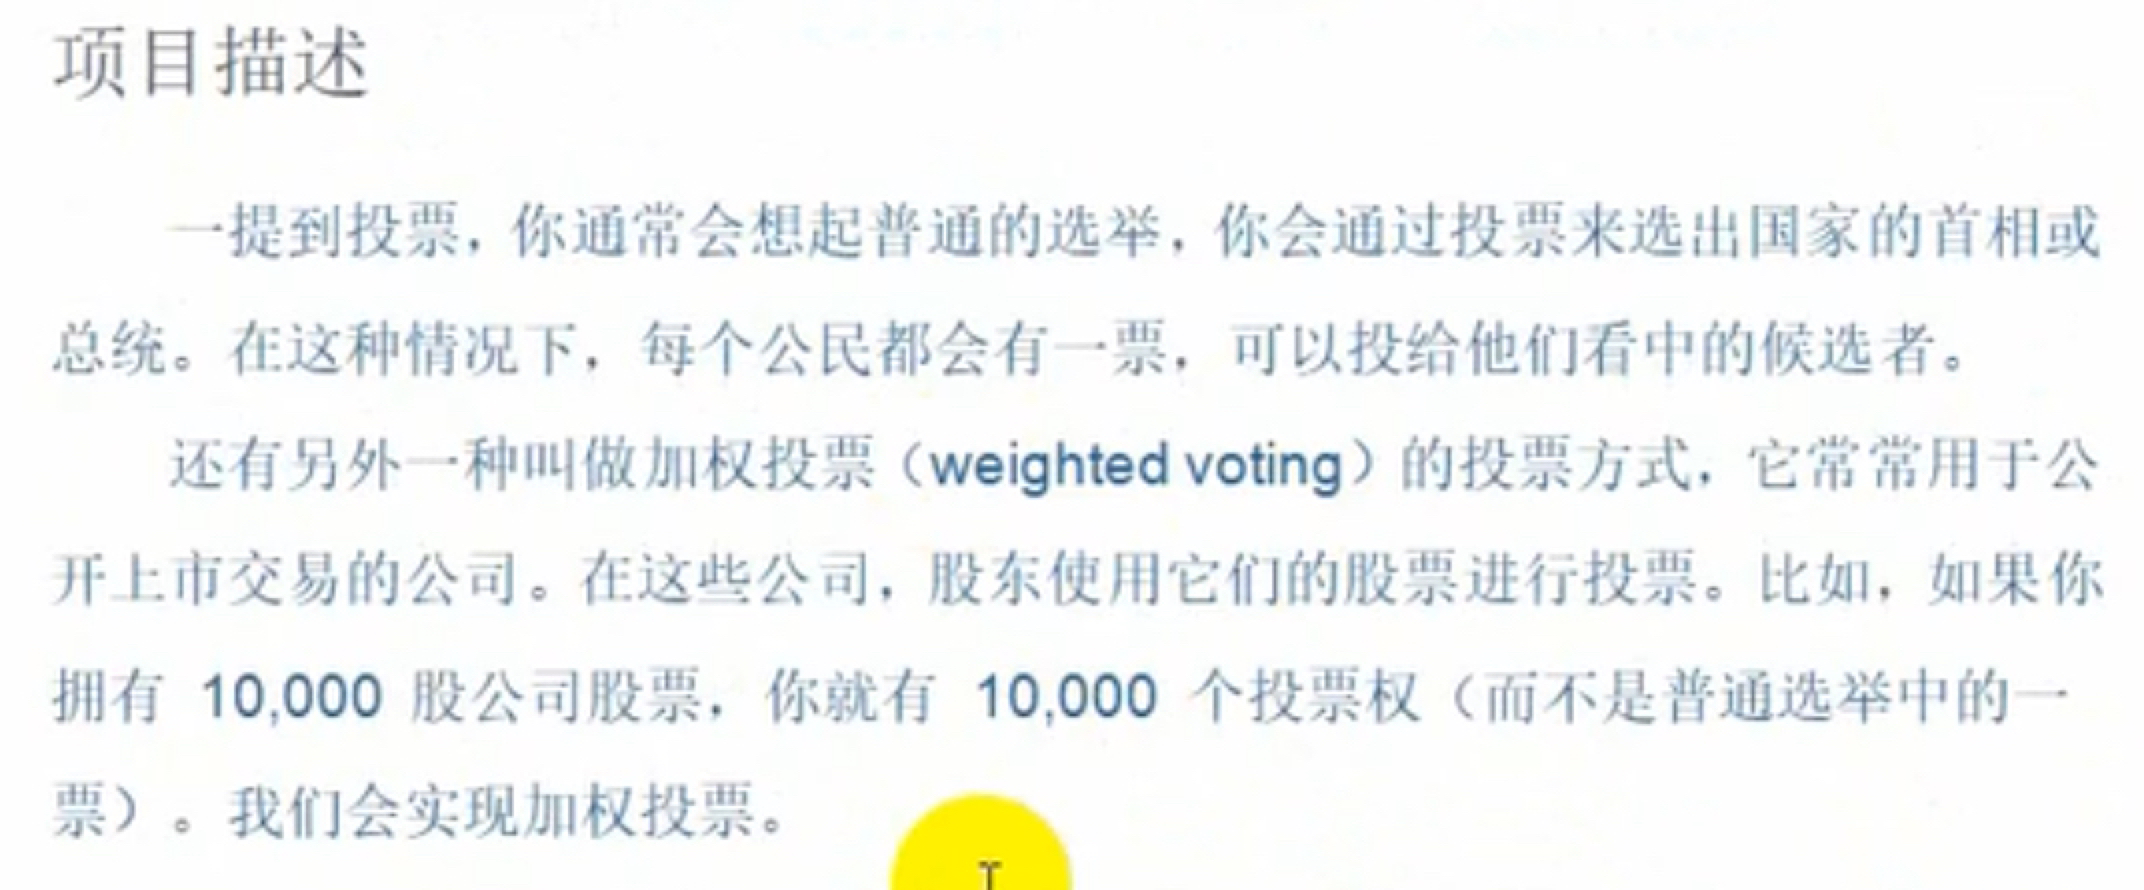 项目描述
一提到投票，你通常会想起普通的选举，你会通过投票来选出国家的首相或
总统。在这种情况下，每个公民都会有一票，可以投给他们看中的候选者。
还有另外一种叫做加权投票（weighted voting）的投票方式，它常常用于公
开上市交易的公司。在这些公司，股东使用它们的股票进行投票。比如，如果你
拥有 10,000 股公司股票，你就有 10,000 个投票权（而不是普通选举中的一
票）。我们会实现加权投票。